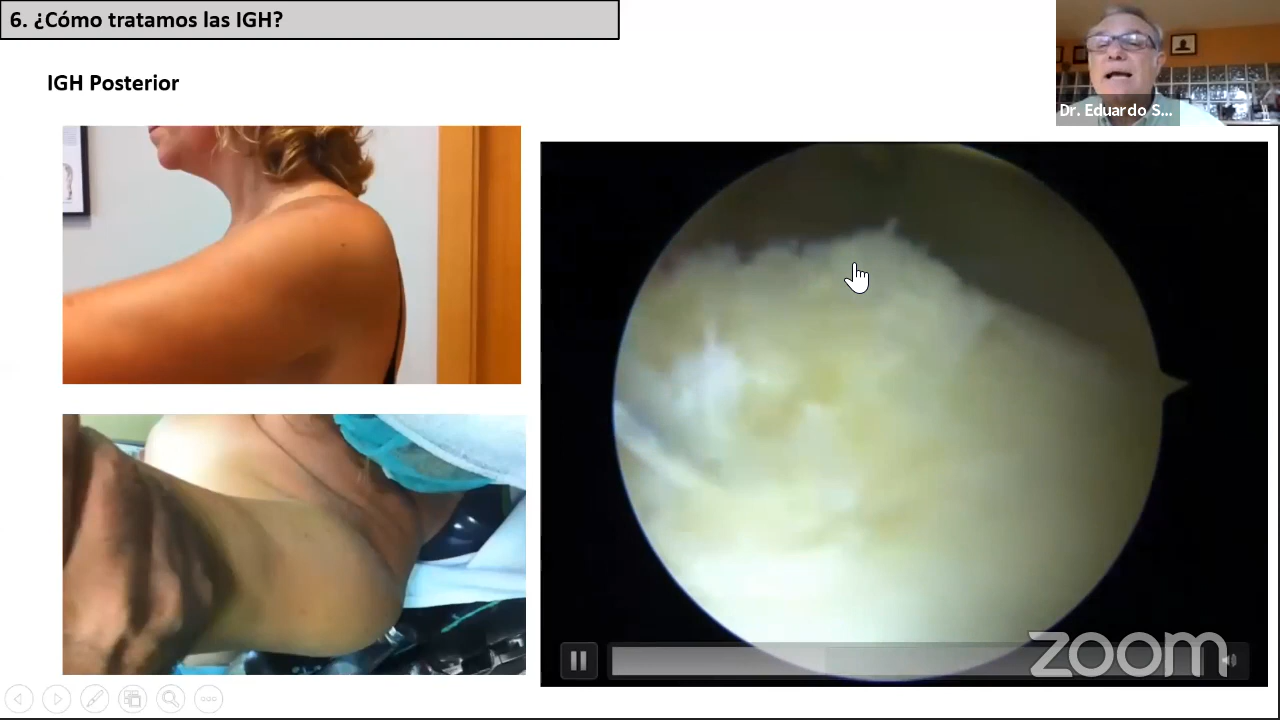 6. ¿Cómo tratamos las IGH?
IGH Posterior
Dr. Eduardo S...
zoom